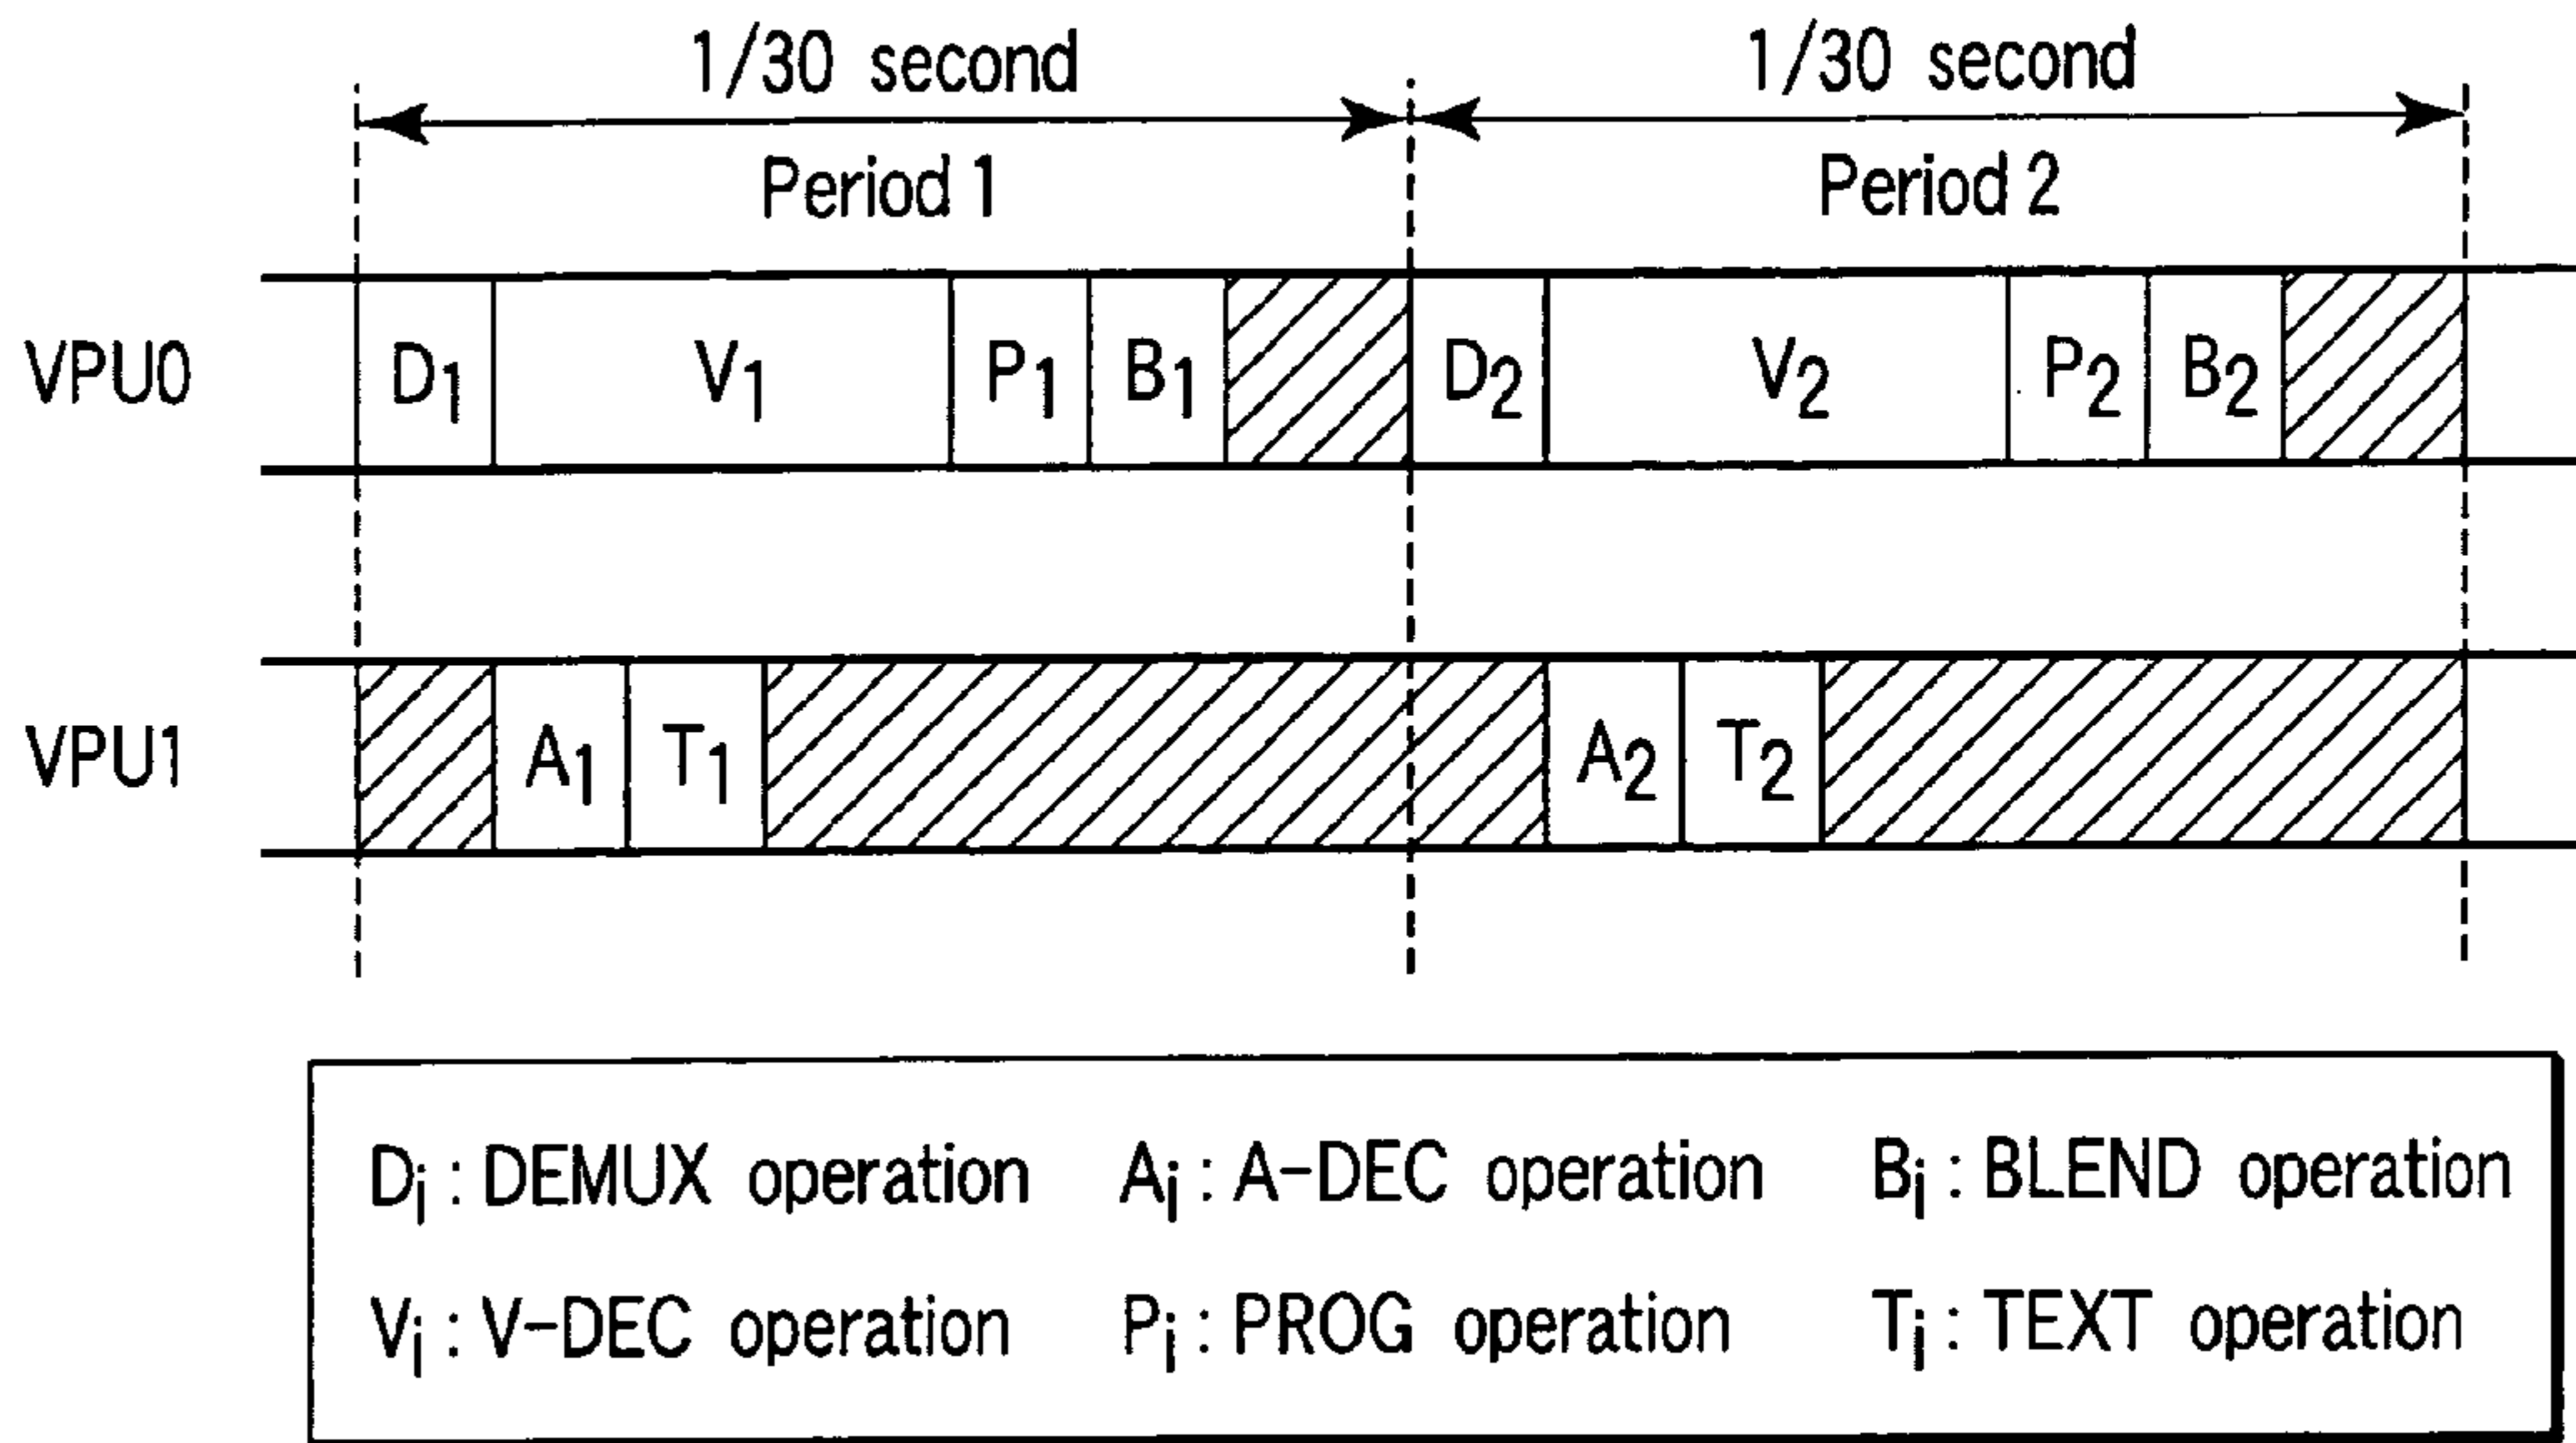 1/30 second 1/30 second
Period 1 Period 2
VPU0 D1 V1 P1 B1 D2 V2 P2 B2
VPU1 A1 T1 A2 T2
Di : DEMUX operation Ai : A-DEC operation Bi : BLEND operation
Vi : V-DEC operation Pi : PROG operation Ti : TEXT operation